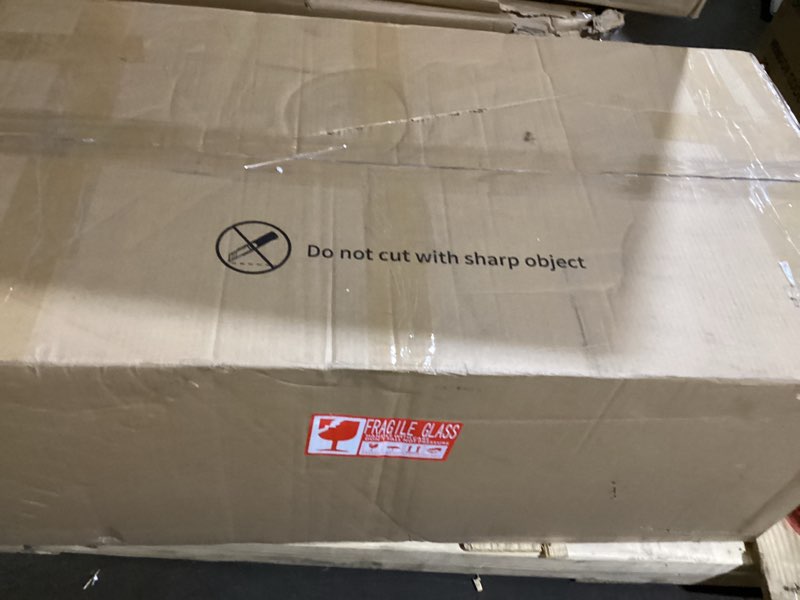 Do not cut with sharp object
FRAGILE GLASS